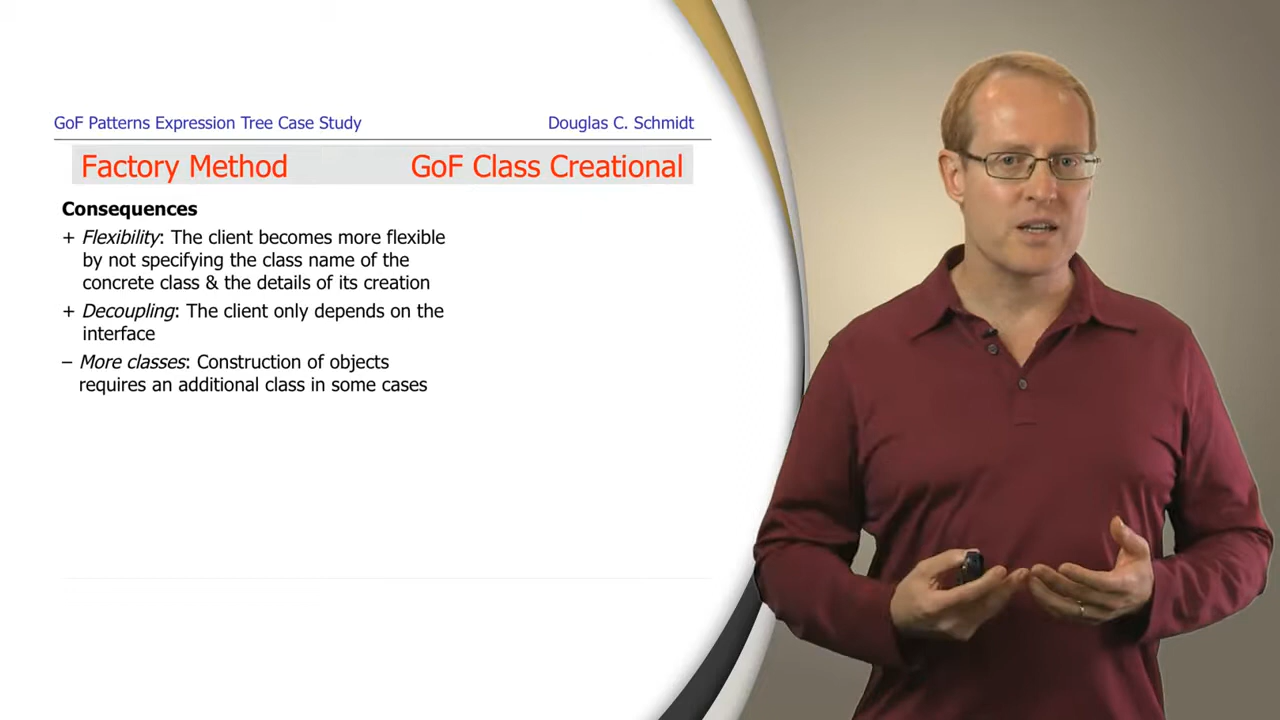 GoF Patterns Expression Tree Case Study Douglas C. Schmidt
Factory Method GoF Class Creational
Consequences
+ Flexibility: The client becomes more flexible
by not specifying the class name of the
concrete class & the details of its creation
+ Decoupling: The client only depends on the
interface
– More classes: Construction of objects
requires an additional class in some cases